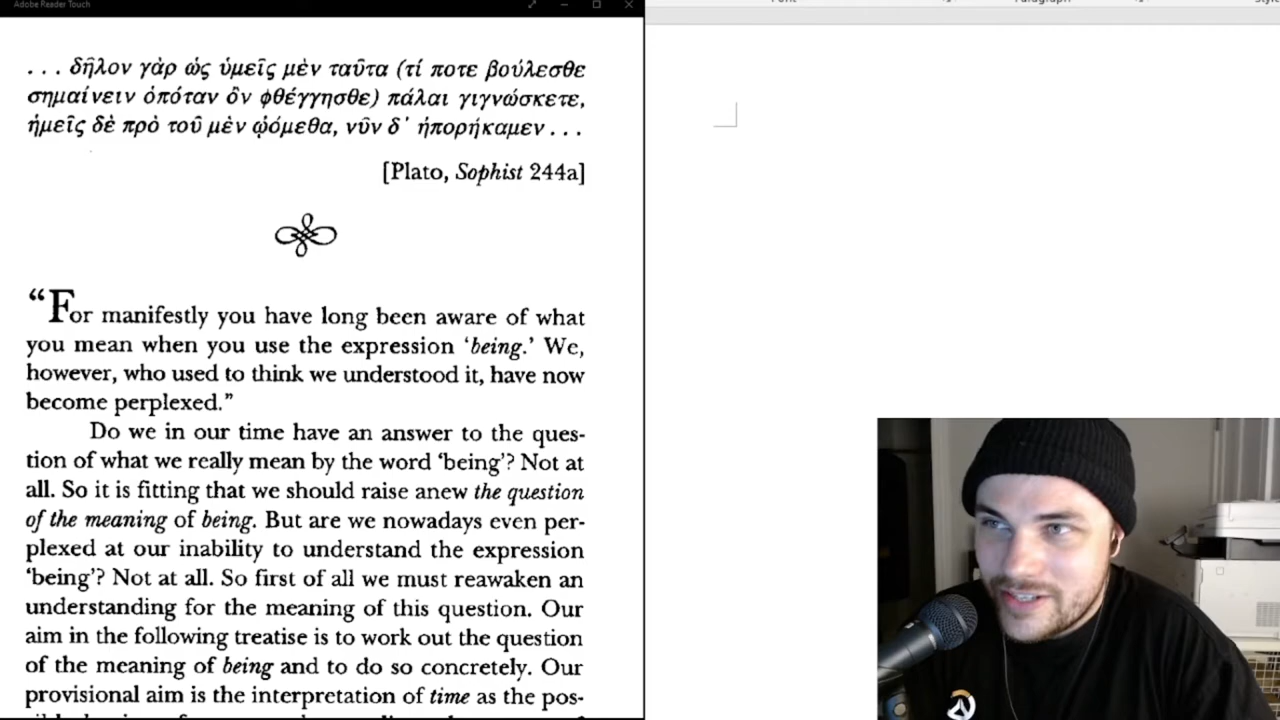 Adobe Reader Touch
. . . δῆλον γὰρ ὡς ὑμεῖς μὲν ταῦτα (τί ποτε βούλεσθε
σημαίνειν ὁπόταν ὂν φθέγγησθε) πάλαι γιγνώσκετε,
ἡμεῖς δὲ πρὸ τοῦ μὲν ᾠόμεθα, νῦν δ' ἠπορήκαμεν . . .
[Plato, Sophist 244a]
“For manifestly you have long been aware of what
you mean when you use the expression ‘being.’ We,
however, who used to think we understood it, have now
become perplexed.”
Do we in our time have an answer to the ques-
tion of what we really mean by the word ‘being’? Not at
all. So it is fitting that we should raise anew the question
of the meaning of being. But are we nowadays even per-
plexed at our inability to understand the expression
‘being’? Not at all. So first of all we must reawaken an
understanding for the meaning of this question. Our
aim in the following treatise is to work out the question
of the meaning of being and to do so concretely. Our
provisional aim is the interpretation of time as the pos-